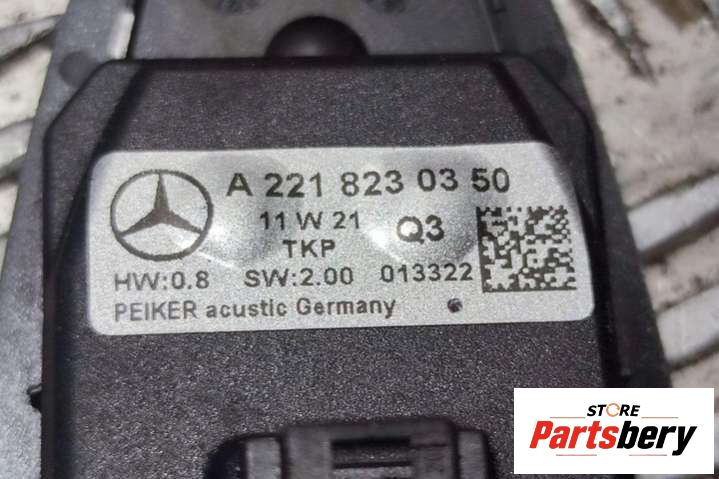 A 221 823 03 50
11 W 21 Q3
TKP
HW:0.8 SW:2.00 013322
PEIKER acustic Germany
STORE
Partsbery